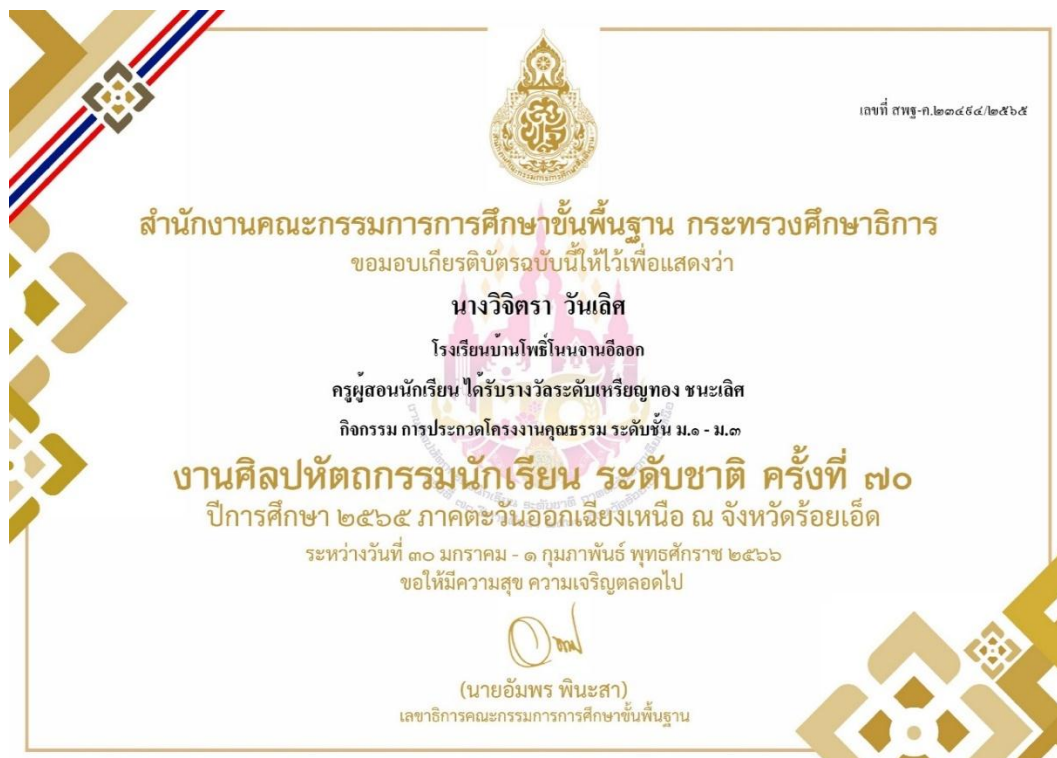 เลขที่ สพฐ-ค.๒๓๔๙๔/๒๕๖๕
สำนักงานคณะกรรมการการศึกษาขั้นพื้นฐาน กระทรวงศึกษาธิการ
ขอมอบเกียรติบัตรฉบับนี้ให้ไว้เพื่อแสดงว่า
นางวิจิตรา วันเลิศ
โรงเรียนบ้านโพธิ์โนนจานอีลอก
ครูผู้สอนนักเรียน ได้รับรางวัลระดับเหรียญทอง ชนะเลิศ
กิจกรรม การประกวดโครงงานคุณธรรม ระดับชั้น ม.๑ - ม.๓
งานศิลปหัตถกรรมนักเรียน ระดับชาติ ครั้งที่ ๗๐
ปีการศึกษา ๒๕๖๕ ภาคตะวันออกเฉียงเหนือ ณ จังหวัดร้อยเอ็ด
ระหว่างวันที่ ๓๐ มกราคม - ๑ กุมภาพันธ์ พุทธศักราช ๒๕๖๖
ขอให้มีความสุข ความเจริญตลอดไป
(นายอัมพร พินะสา)
เลขาธิการคณะกรรมการการศึกษาขั้นพื้นฐาน